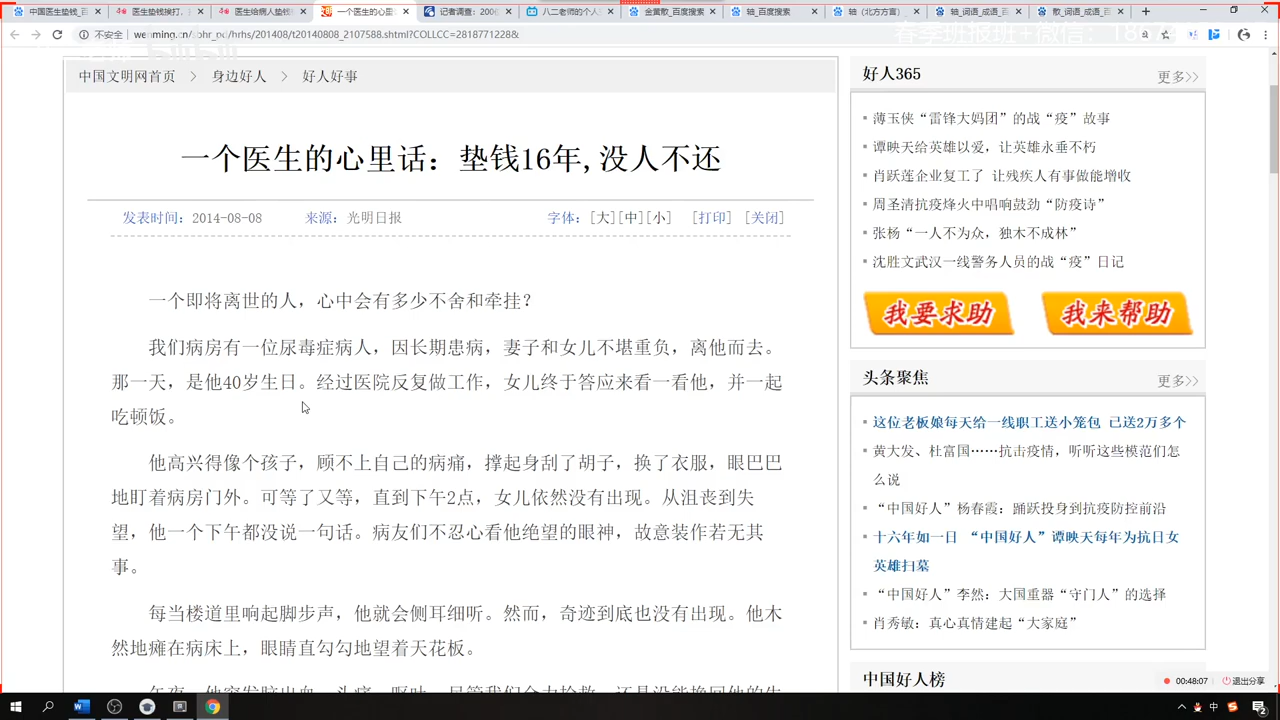 中国医生垫钱_百
医生垫钱挨打,
医生给病人垫钱
一个医生的心里
记者调查: 200
八二老师的个人
金黄散_百度搜索
轴_百度搜索
轴（北方方言）
轴_词语_成语_百
散_词语_成语_百
不安全
春季班报班+微信:
中国文明网首页 > 身边好人 > 好人好事
一个医生的心里话：垫钱16年,没人不还
发表时间：2014-08-08 来源：光明日报 字体：[大][中][小] [打印] [关闭]
一个即将离世的人，心中会有多少不舍和牵挂？
我们病房有一位尿毒症病人，因长期患病，妻子和女儿不堪重负，离他而去。
那一天，是他40岁生日。经过医院反复做工作，女儿终于答应来看一看他，并一起
吃顿饭。
他高兴得像个孩子，顾不上自己的病痛，撑起身刮了胡子，换了衣服，眼巴巴
地盯着病房门外。可等了又等，直到下午2点，女儿依然没有出现。从沮丧到失
望，他一个下午都没说一句话。病友们不忍心看他绝望的眼神，故意装作若无其
事。
每当楼道里响起脚步声，他就会侧耳细听。然而，奇迹到底也没有出现。他木
然地瘫在病床上，眼睛直勾勾地望着天花板。
好人365 更多>>
薄玉侠“雷锋大妈团”的战“疫”故事
谭映天给英雄以爱，让英雄永垂不朽
肖跃莲企业复工了 让残疾人有事做能增收
周圣清抗疫烽火中唱响鼓劲“防疫诗”
张杨“一人不为众，独木不成林”
沈胜文武汉一线警务人员的战“疫”日记
我要求助 我来帮助
头条聚焦 更多>>
这位老板娘每天给一线职工送小笼包 已送2万多个
黄大发、杜富国……抗击疫情，听听这些模范们怎
么说
“中国好人”杨春霞：踊跃投身到抗疫防控前沿
十六年如一日 “中国好人”谭映天每年为抗日女
英雄扫墓
“中国好人”李然：大国重器“守门人”的选择
肖秀敏：真心真情建起“大家庭”
中国好人榜
00:48:07 退出分享
中